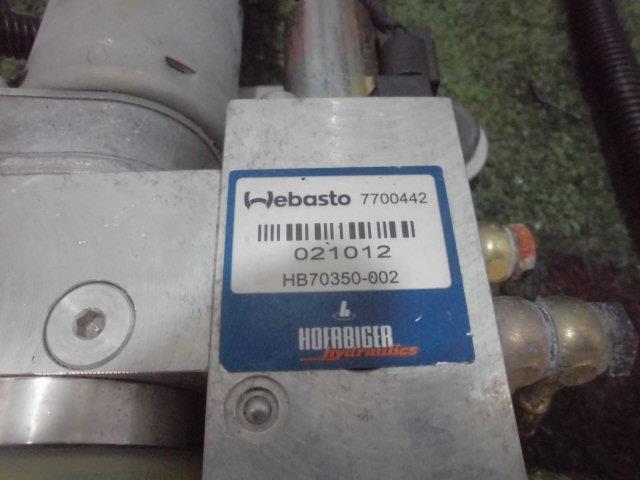 Webasto 7700442
021012
HB70350-002
HOERBIGER
hydraulics